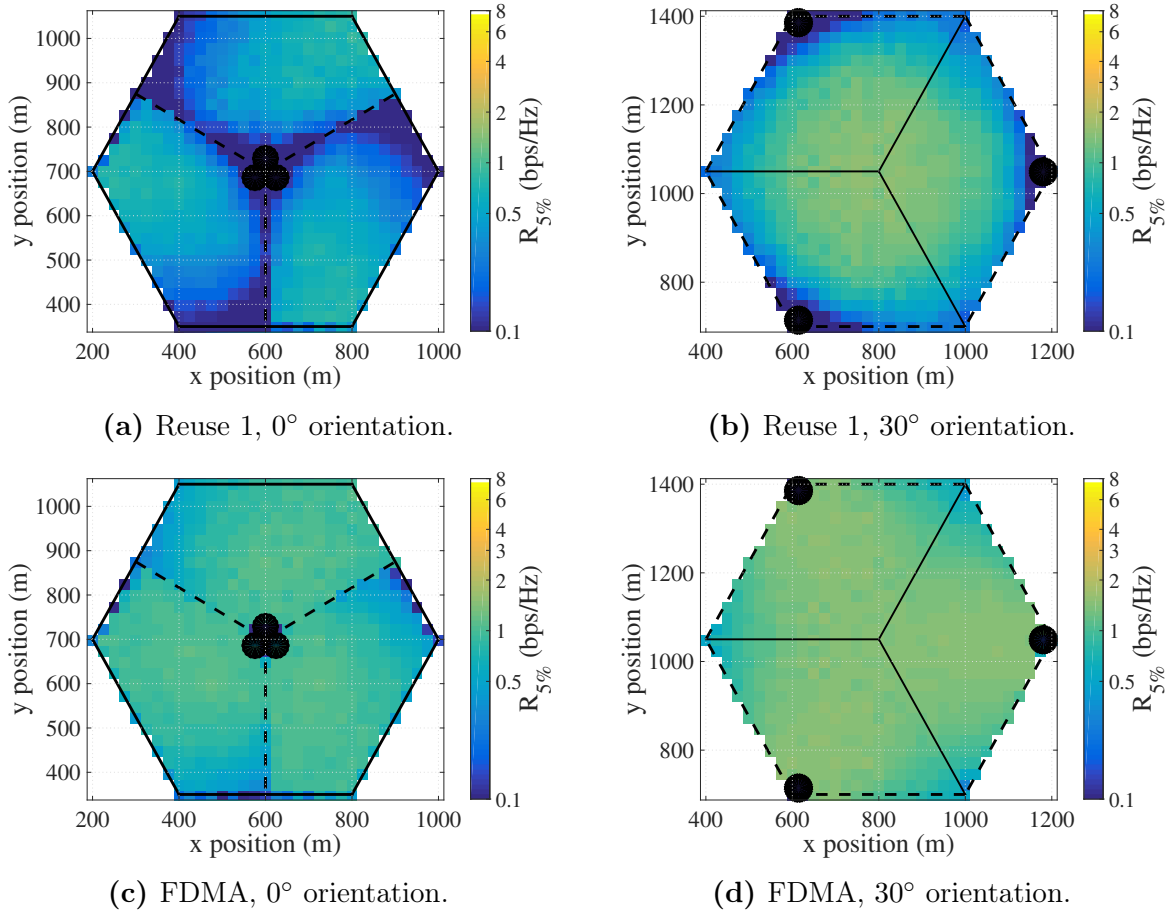 1000
900
800
700
600
500
400
200 400 600 800 1000
x position (m)
y position (m)
8
6
4
3
2
1
0.5
0.1
R5% (bps/Hz)
(a) Reuse 1, 0° orientation.
1400
1200
1000
800
400 600 800 1000 1200
x position (m)
y position (m)
8
6
4
3
2
1
0.5
0.1
R5% (bps/Hz)
(b) Reuse 1, 30° orientation.
1000
900
800
700
600
500
400
200 400 600 800 1000
x position (m)
y position (m)
8
6
4
3
2
1
0.5
0.1
R5% (bps/Hz)
(c) FDMA, 0° orientation.
1400
1200
1000
800
400 600 800 1000 1200
x position (m)
y position (m)
8
6
4
3
2
1
0.5
0.1
R5% (bps/Hz)
(d) FDMA, 30° orientation.